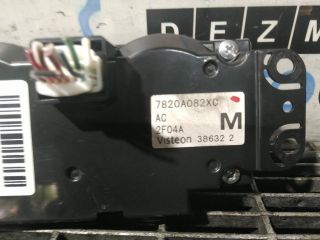 DEZM
7820A082XC
AC
2F04A
M
Visteon 38632 2